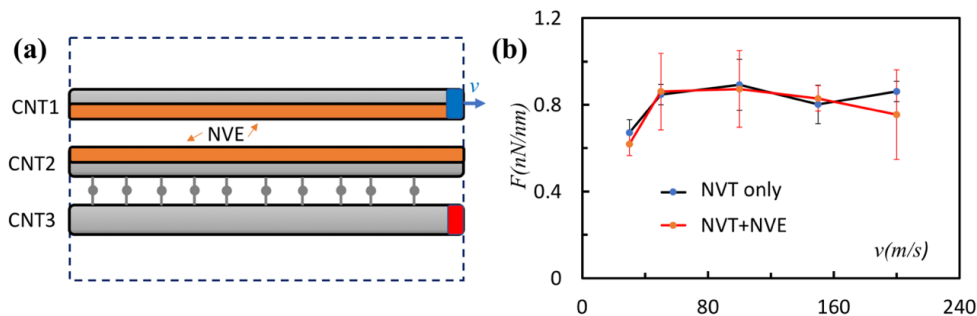 (a)
v
CNT1
NVE
CNT2
CNT3
(b)
1.2
0.8
0.4
0
F(nN/nm)
NVT only
NVT+NVE
v(m/s)
0
80
160
240